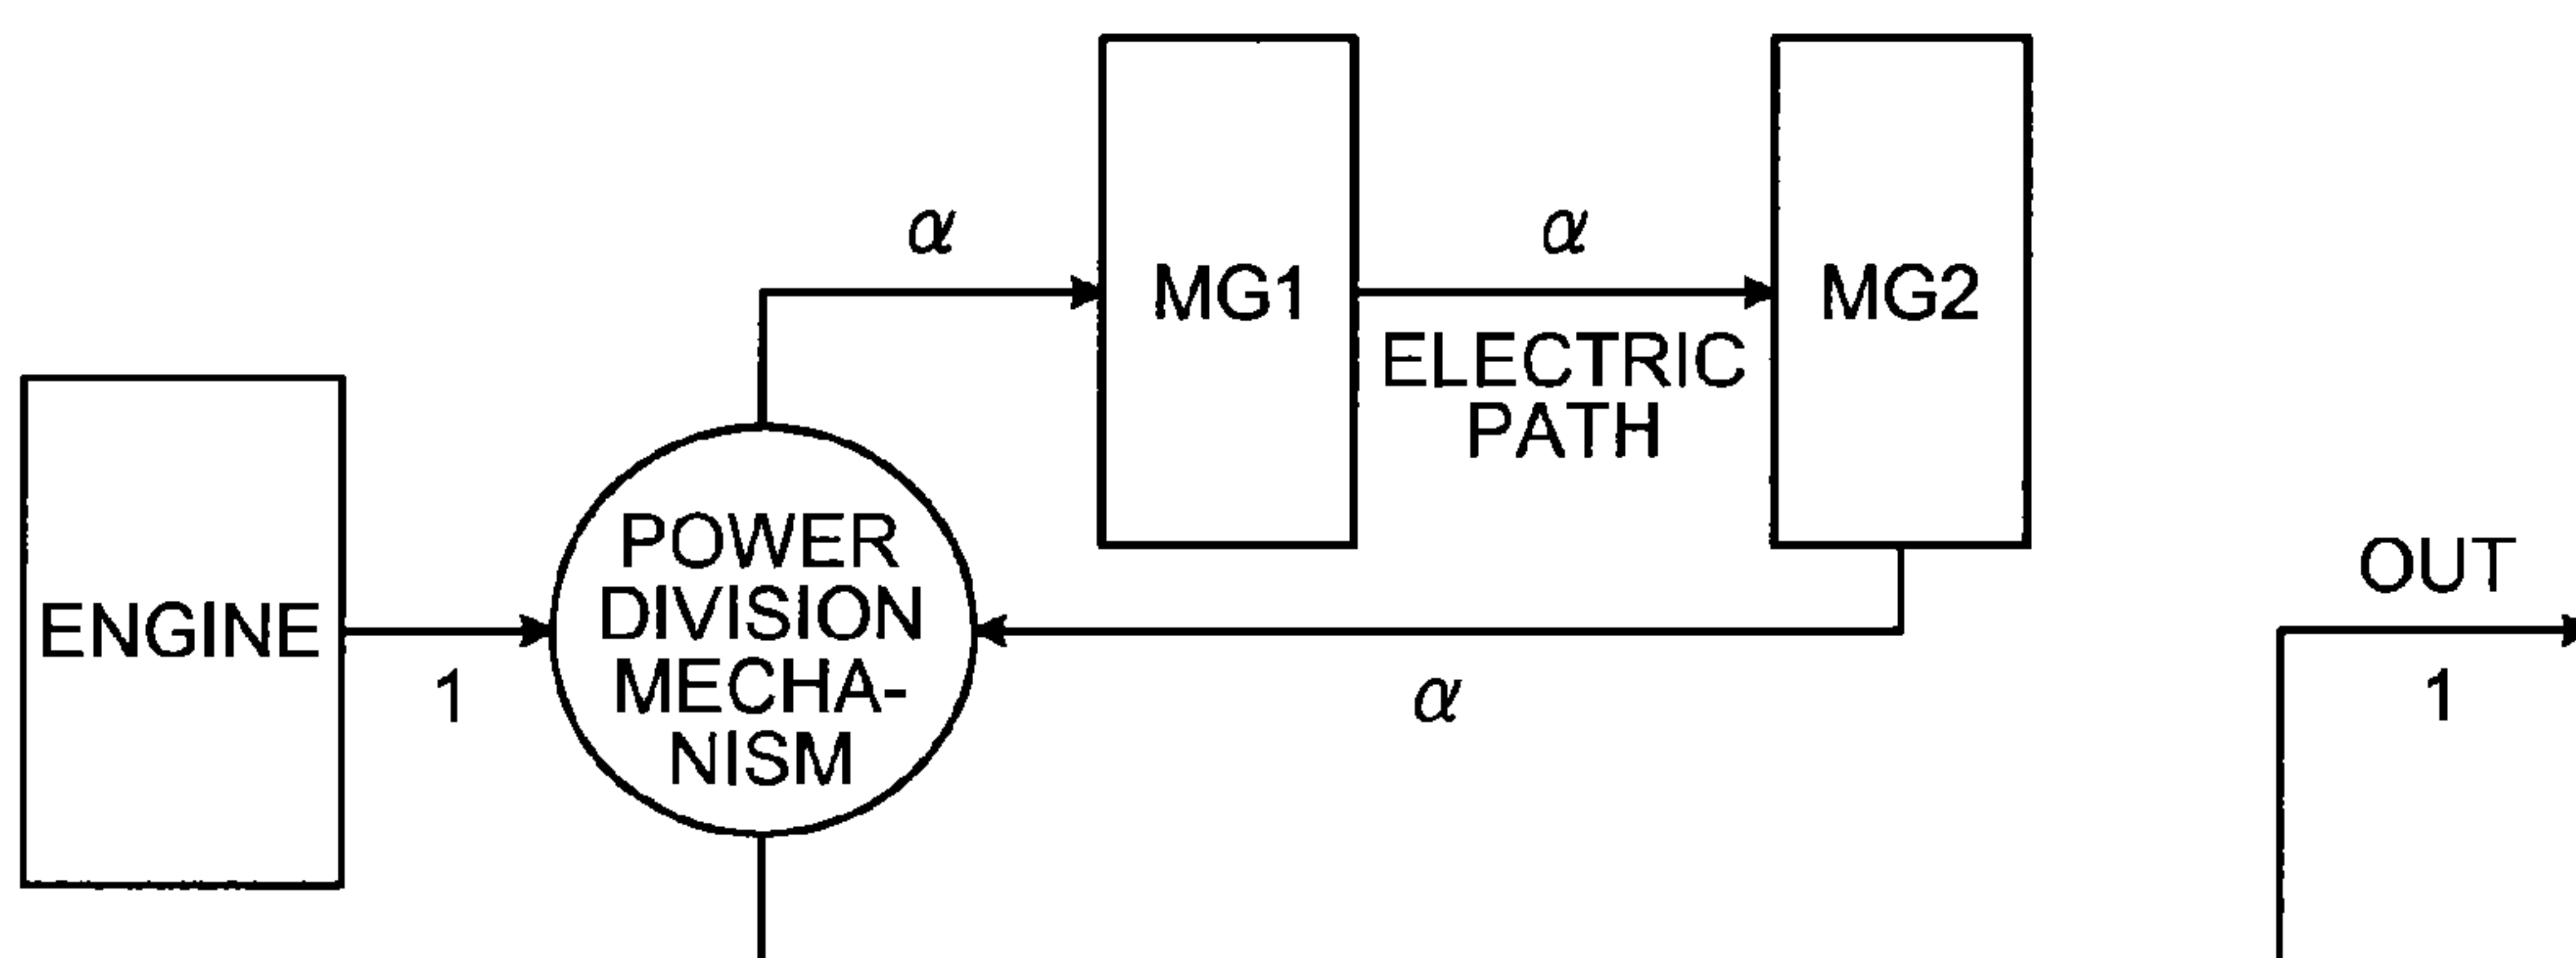 α
α
MG1
MG2
ELECTRIC
PATH
ENGINE
1
POWER
DIVISION
MECHA-
NISM
α
OUT
1